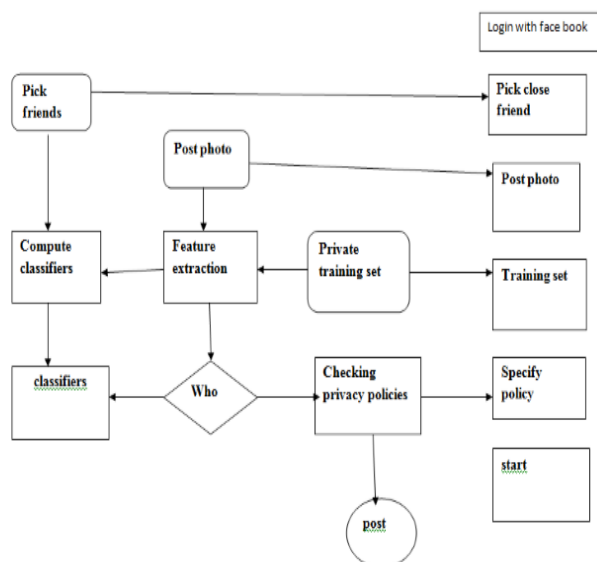 Login with face book
Pick
friends
Pick close
friend
Post photo
Post photo
Compute
classifiers
Feature
extraction
Private
training set
Training set
classifiers
Who
Checking
privacy policies
Specify
policy
start
post